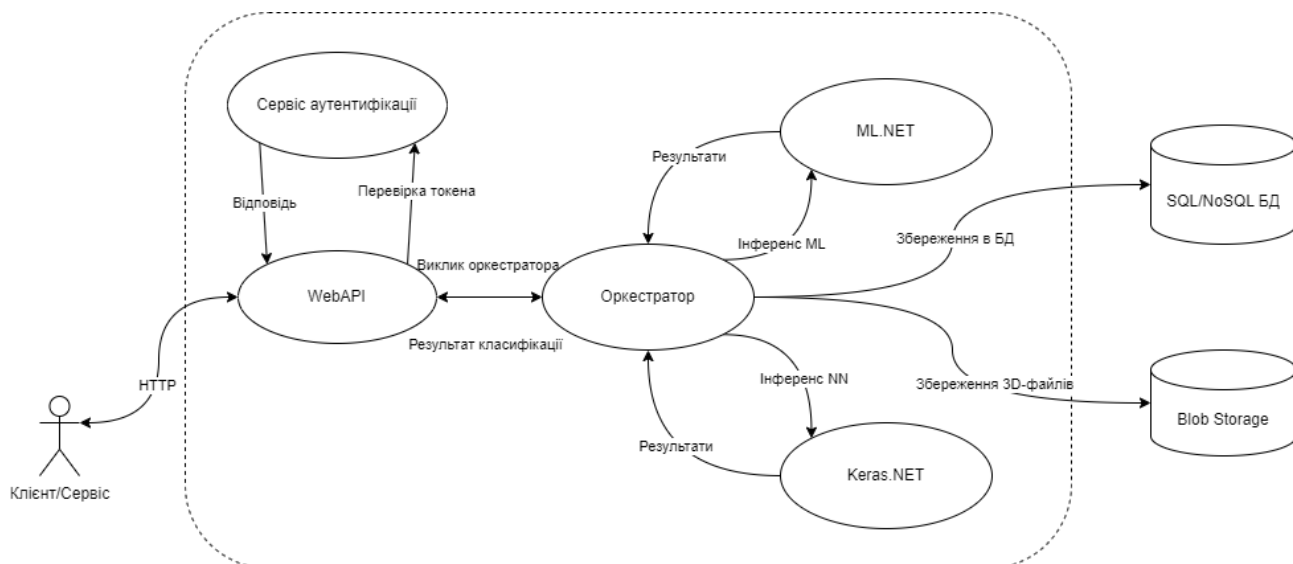 Сервіс аутентифікації
ML.NET
Результати
SQL/NoSQL БД
Перевірка токена
Відповідь
Інференс ML
Збереження в БД
Виклик оркестратора
WebAPI
Оркестратор
Результат класифікації
Інференс NN
HTTP
Збереження 3D-файлів
Blob Storage
Результати
Keras.NET
Клієнт/Сервіс